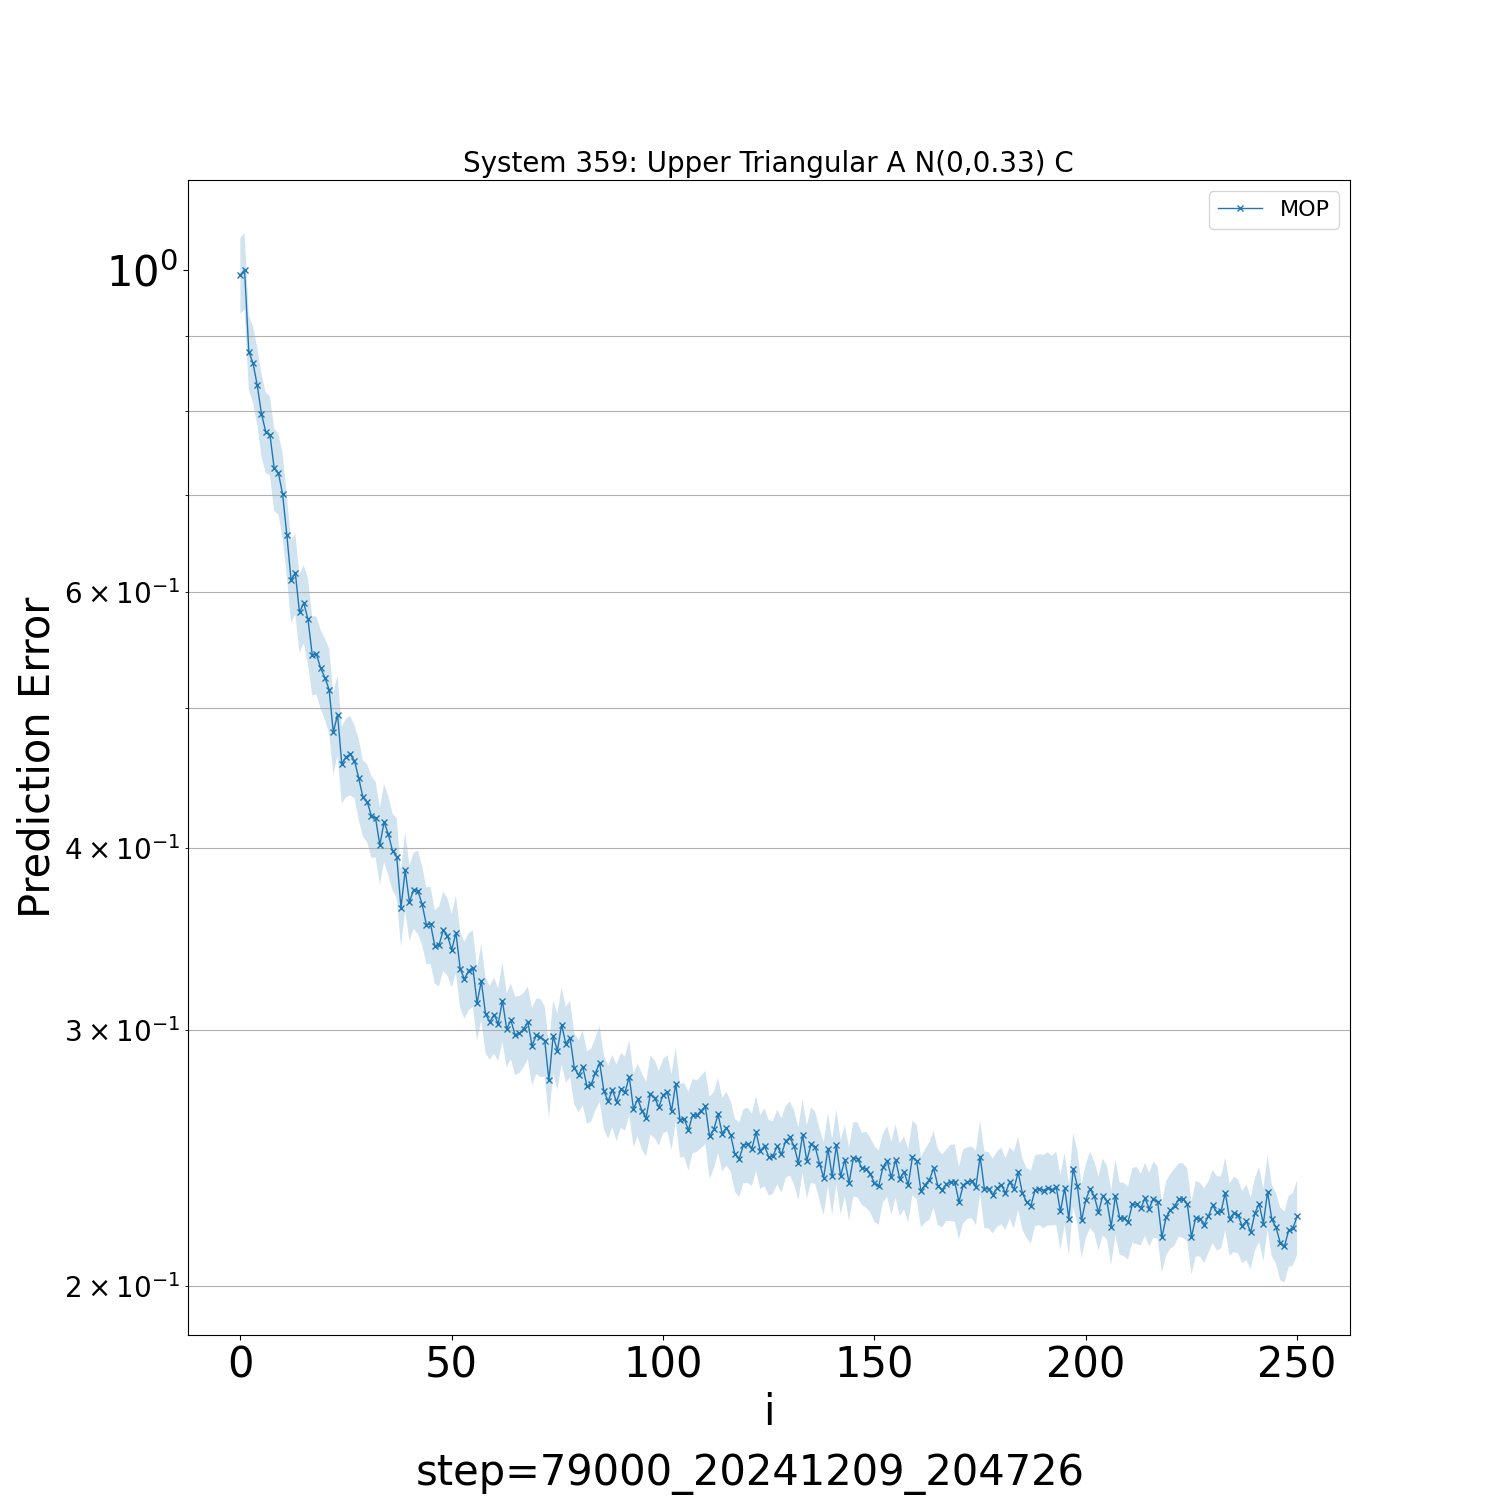 System 359: Upper Triangular A N(0,0.33) C
MOP
10⁰
6 × 10⁻¹
4 × 10⁻¹
3 × 10⁻¹
2 × 10⁻¹
Prediction Error
0 50 100 150 200 250
i
step=79000_20241209_204726